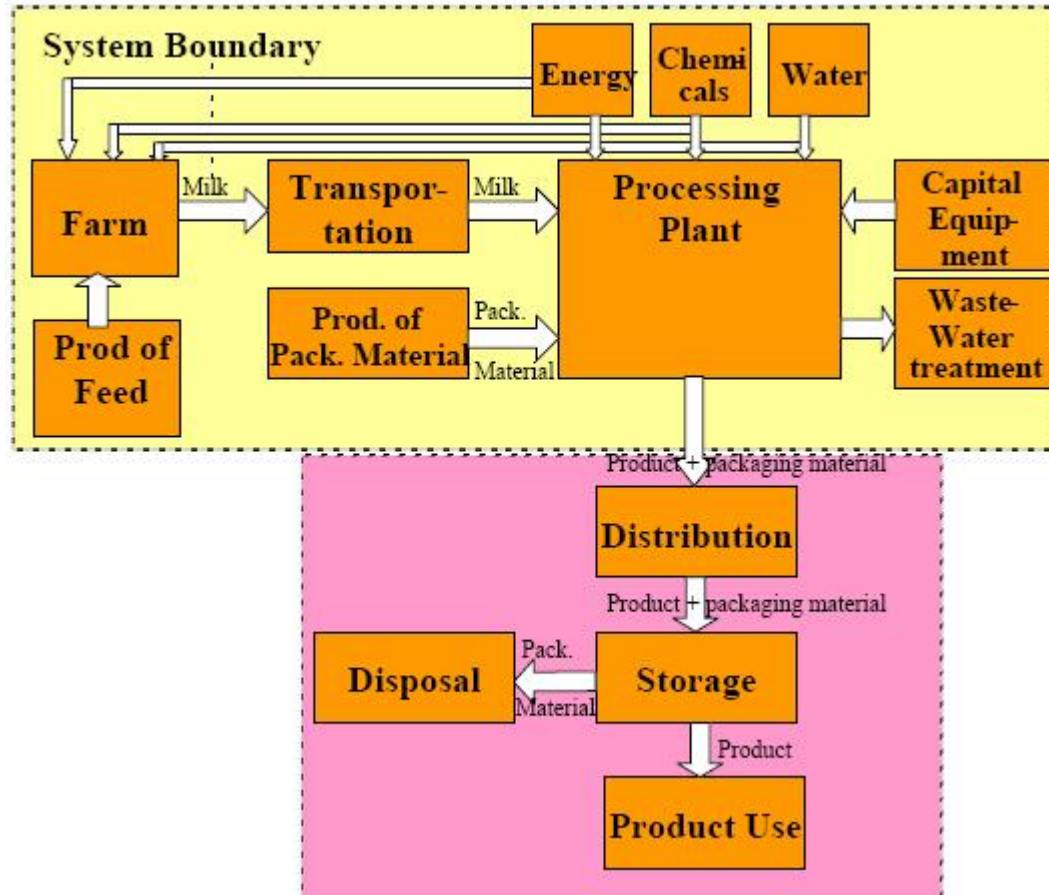 System Boundary
Energy
Chemi-
cals
Water
Farm
Milk
Transpor-
tation
Milk
Processing
Plant
Capital
Equip-
ment
Prod of
Feed
Prod. of
Pack. Material
Pack.
Material
Waste-
Water
treatment
Product + packaging material
Distribution
Product + packaging material
Disposal
Pack.
Material
Storage
Product
Product Use